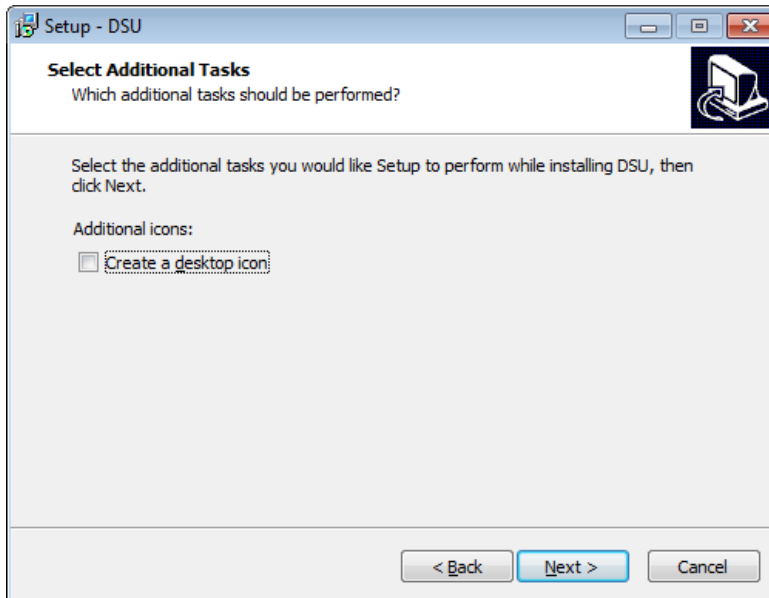 Setup - DSU
Select Additional Tasks
Which additional tasks should be performed?
Select the additional tasks you would like Setup to perform while installing DSU, then
click Next.
Additional icons:
Create a desktop icon
< Back
Next >
Cancel